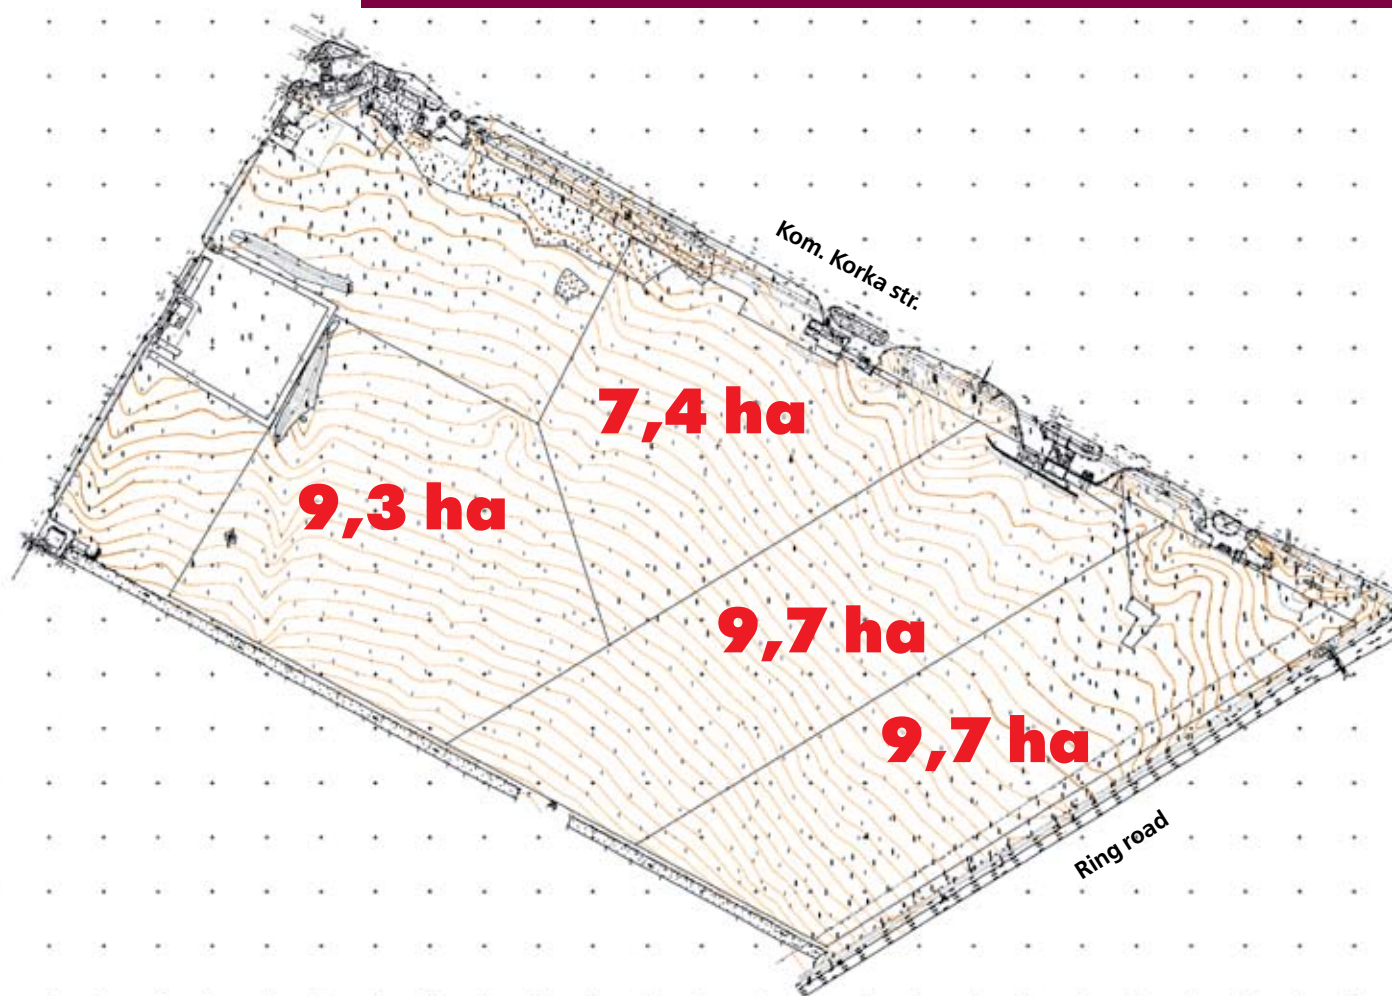 Kom. Korka str.
7,4 ha
9,3 ha
9,7 ha
9,7 ha
Ring road